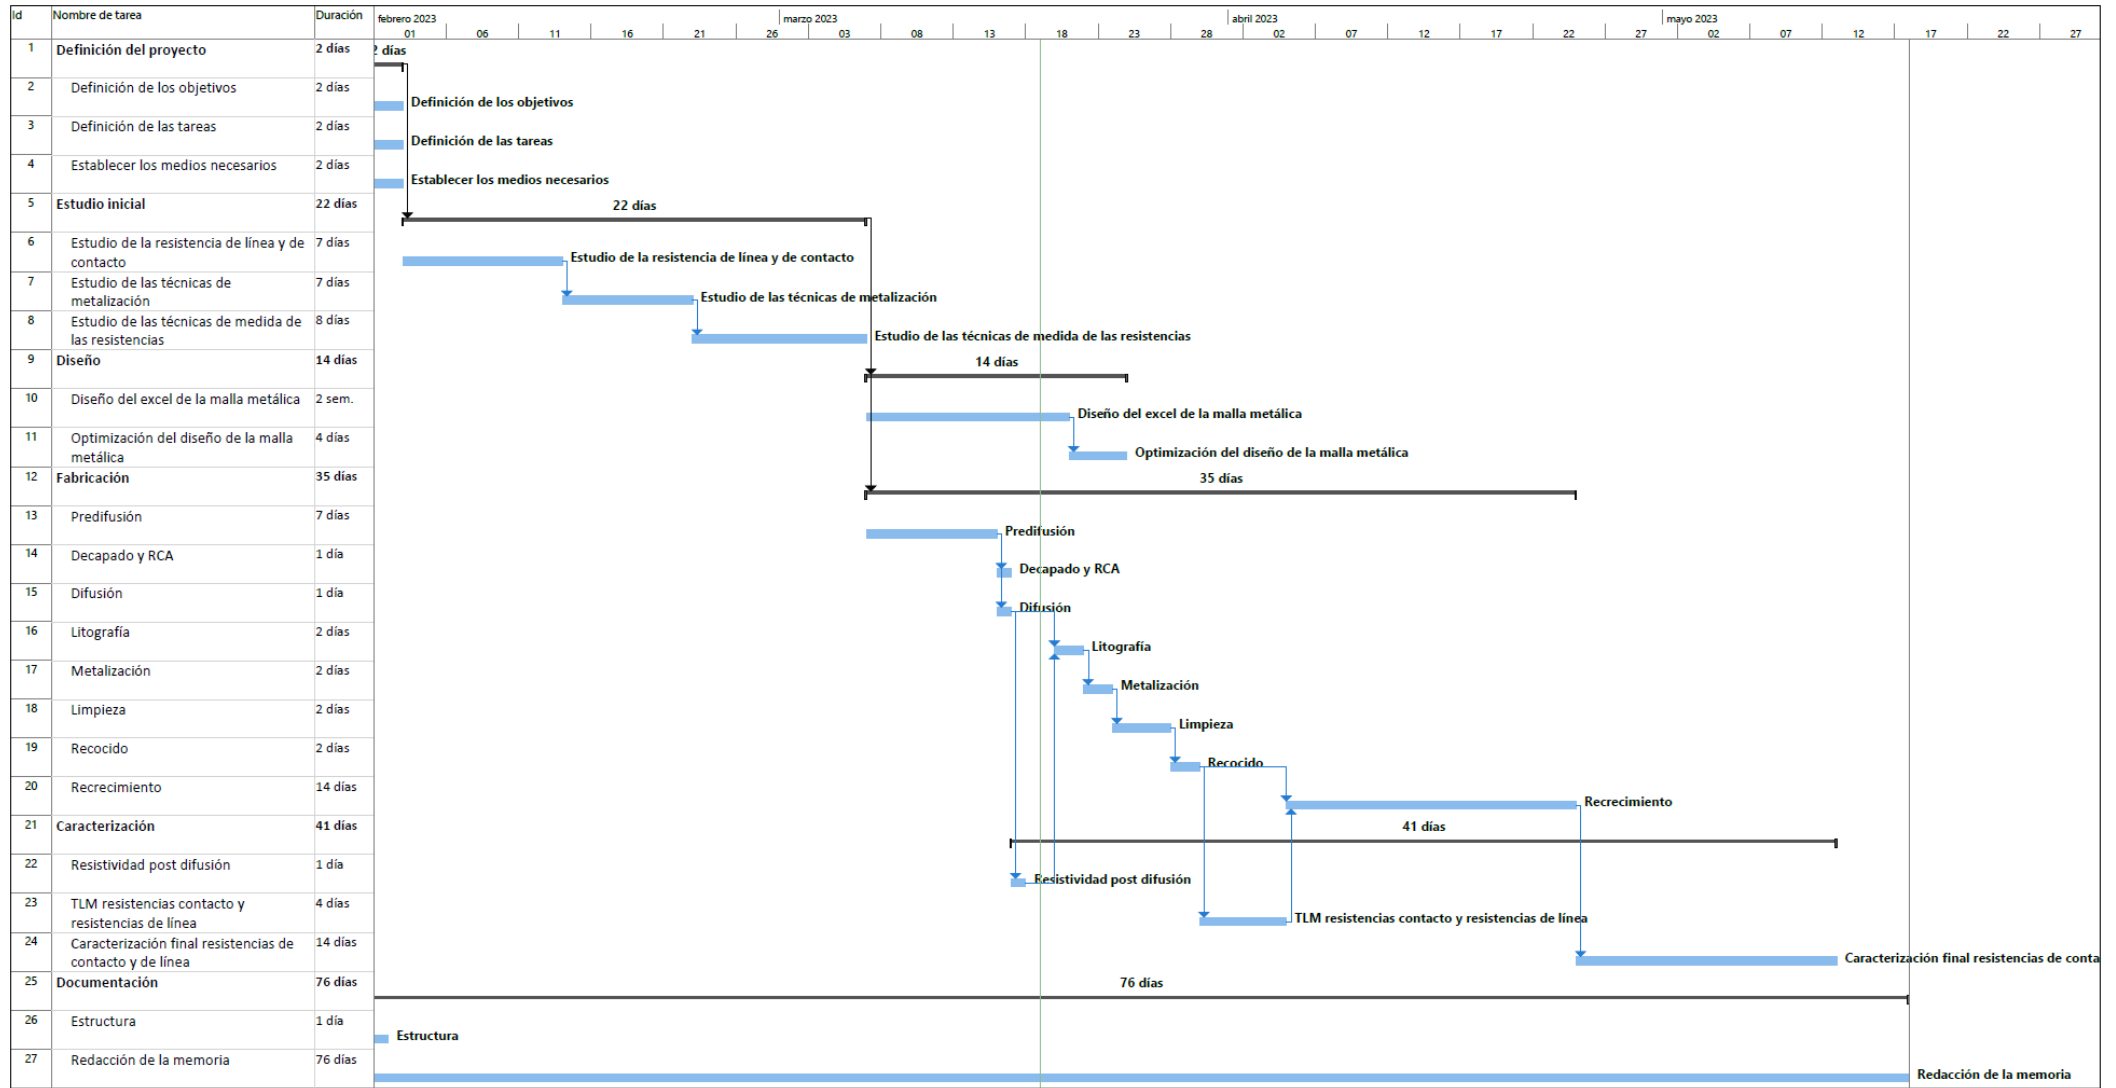 Id Nombre de tarea Duración febrero 2023 marzo 2023 abril 2023 mayo 2023
01 06 11 16 21 26 03 08 13 18 23 28 02 07 12 17 22 27 02 07 12 17 22 27
1 Definición del proyecto 2 días 2 días
2 Definición de los objetivos 2 días Definición de los objetivos
3 Definición de las tareas 2 días Definición de las tareas
4 Establecer los medios necesarios 2 días Establecer los medios necesarios
5 Estudio inicial 22 días 22 días
6 Estudio de la resistencia de línea y de 7 días
contacto
Estudio de la resistencia de línea y de contacto
7 Estudio de las técnicas de 7 días
metalización
Estudio de las técnicas de metalización
8 Estudio de las técnicas de medida de 8 días
las resistencias
Estudio de las técnicas de medida de las resistencias
9 Diseño 14 días 14 días
10 Diseño del excel de la malla metálica 2 sem. Diseño del excel de la malla metálica
11 Optimización del diseño de la malla 4 días
metálica
Optimización del diseño de la malla metálica
12 Fabricación 35 días 35 días
13 Predifusión 7 días Predifusión
14 Decapado y RCA 1 día Decapado y RCA
15 Difusión 1 día Difusión
16 Litografía 2 días Litografía
17 Metalización 2 días Metalización
18 Limpieza 2 días Limpieza
19 Recocido 2 días Recocido
20 Recrecimiento 14 días Recrecimiento
21 Caracterización 41 días 41 días
22 Resistividad post difusión 1 día Resistividad post difusión
23 TLM resistencias contacto y 4 días
resistencias de línea
TLM resistencias contacto y resistencias de línea
24 Caracterización final resistencias de 14 días
contacto y de línea
Caracterización final resistencias de conta
25 Documentación 76 días 76 días
26 Estructura 1 día Estructura
27 Redacción de la memoria 76 días Redacción de la memoria